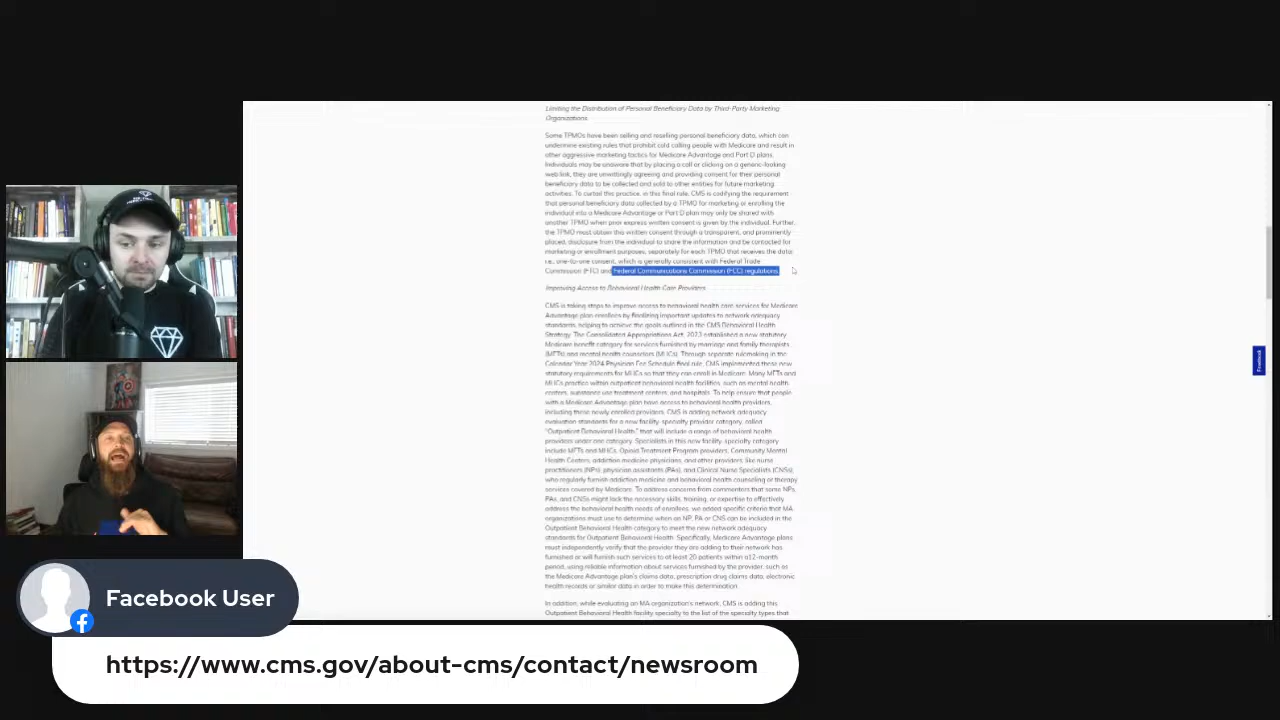 Limiting the Distribution of Personal Beneficiary Data by Third-Party Marketing
Organizations.
Some TPMOs have been selling and reselling personal beneficiary data, which can
undermine existing rules that prohibit cold calling people with Medicare and result in
other aggressive marketing tactics for Medicare Advantage and Part D plans.
Individuals may be unaware that by placing a call or clicking on a generic-looking
web link, they are unwittingly agreeing and providing consent for their personal
beneficiary data to be collected and sold to other entities for future marketing
activities. To curtail this practice, in this final rule, CMS is codifying the requirement
that personal beneficiary data collected by a TPMO for marketing or enrolling the
individual into a Medicare Advantage or Part D plan may only be shared with
another TPMO when prior express written consent is given by the individual. Further,
the TPMO must obtain this written consent through a transparent, and prominently
placed, disclosure from the individual to share the information and be contacted for
marketing or enrollment purposes, separately for each TPMO that receives the data:
i.e., one-to-one consent, which is generally consistent with Federal Trade
Commission (FTC) and Federal Communications Commission (FCC) regulations.
Improving Access to Behavioral Health Care Providers
CMS is taking steps to improve access to behavioral health care services for Medicare
Advantage plan enrollees by finalizing important updates to network adequacy
standards, helping to achieve the goals outlined in the CMS Behavioral Health
Strategy. The Consolidated Appropriations Act, 2023 established a new statutory
Medicare benefit category for services furnished by marriage and family therapists
(MFTs) and mental health counselors (MHCs). Through separate rulemaking in the
Calendar Year 2024 Physician Fee Schedule final rule, CMS implemented these new
statutory requirements for MHCs so that they can enroll in Medicare. Many MFTs and
MHCs practice within outpatient behavioral health facilities, such as mental health
centers, substance use treatment centers, and hospitals. To help ensure that people
with a Medicare Advantage plan have access to behavioral health providers,
including these newly enrolled providers, CMS is adding network adequacy
evaluation standards for a new facility-specialty provider category, called
"Outpatient Behavioral Health," that will include a range of behavioral health
providers under one category. Specialists in this new facility-specialty category
include MFTs and MHCs, Opioid Treatment Program providers, Community Mental
Health Centers, addiction medicine physicians, and other providers, like nurse
practitioners (NPs), physician assistants (PAs), and Clinical Nurse Specialists (CNSs),
who regularly furnish addiction medicine and behavioral health counseling or therapy
services covered by Medicare. To address concerns from commenters that some NPs,
PAs, and CNSs might lack the necessary skills, training, or expertise to effectively
address the behavioral health needs of enrollees, we added specific criteria that MA
organizations must use to determine when an NP, PA or CNS can be included in the
Outpatient Behavioral Health category to meet the new network adequacy
standards for Outpatient Behavioral Health. Specifically, Medicare Advantage plans
must independently verify that the provider they are adding to their network has
furnished or will furnish such services to at least 20 patients within a12-month
period, using reliable information about services furnished by the provider, such as
the Medicare Advantage plan's claims data, prescription drug claims data, electronic
health records or similar data in order to make this determination.
In addition, while evaluating an MA organization's network, CMS is adding this
Outpatient Behavioral Health facility specialty to the list of the specialty types that
Feedback
Facebook User
https://www.cms.gov/about-cms/contact/newsroom